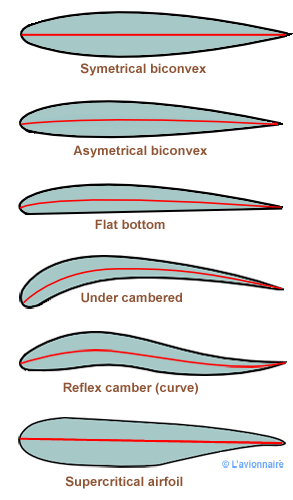 Symetrical biconvex
Asymetrical biconvex
Flat bottom
Under cambered
Reflex camber (curve)
© L'avionnaire
Supercritical airfoil